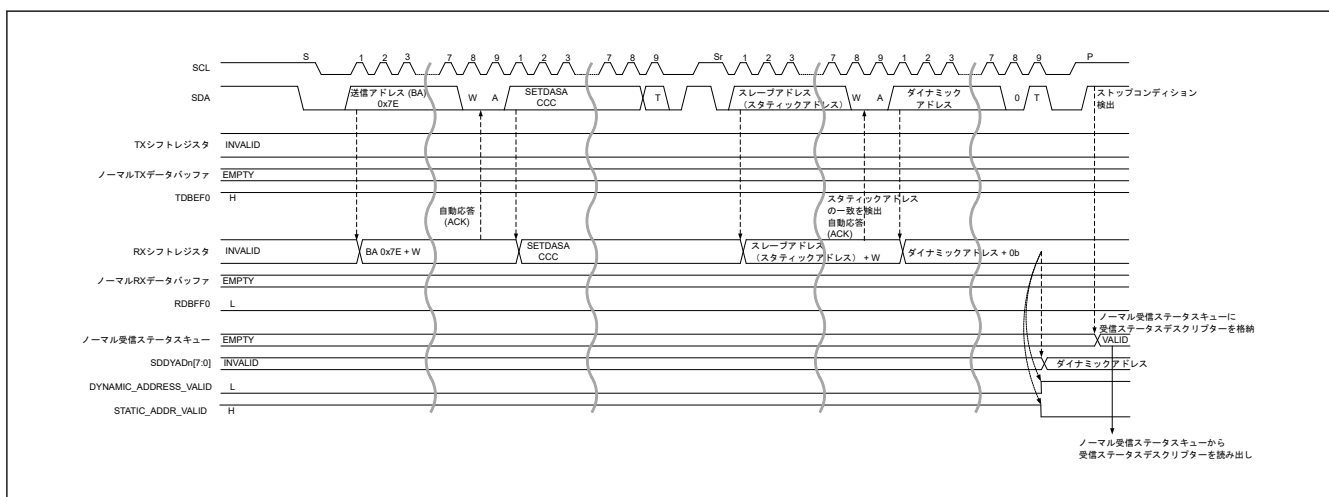 S 1 2 3 7 8 9 1 2 3 7 8 9 Sr 1 2 3 7 8 9 1 2 3 7 8 9 P
SCL
SDA
送信アドレス (BA)
0x7E
W A
SETDASA
CCC
T
スレーブアドレス
(スタティックアドレス)
W A
ダイナミック
アドレス
0 T
ストップコンディション
検出
TXシフトレジスタ INVALID
ノーマルTXデータバッファ EMPTY
TDBEF0 H
自動応答
(ACK)
スタティックアドレス
の一致を検出
自動応答
(ACK)
RXシフトレジスタ INVALID
BA 0x7E + W
SETDASA
CCC
スレーブアドレス
(スタティックアドレス) + W
ダイナミックアドレス + 0b
ノーマルRXデータバッファ EMPTY
RDBFF0 L
ノーマル受信ステータスキューに
受信ステータスデスクリプターを格納
ノーマル受信ステータスキュー EMPTY
VALID
SDDYADn[7:0] INVALID
ダイナミックアドレス
DYNAMIC_ADDRESS_VALID L
STATIC_ADDR_VALID H
ノーマル受信ステータスキューから
受信ステータスデスクリプターを読み出し